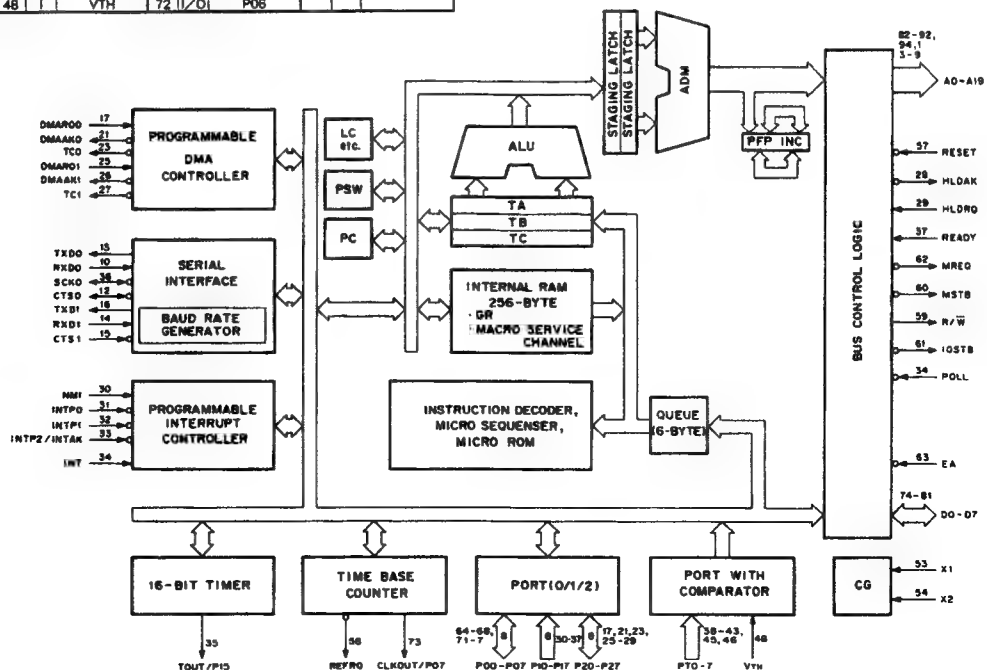 48 VTH 72 I/O P06
17 DMARQ0
21 DMAAK0
23 TC0
25 DMARQ1
26 DMAAK1
27 TC1
PROGRAMMABLE
DMA
CONTROLLER
13 TXD0
10 RXD0
36 SCK0
12 CTS0
16 TXD1
14 RXD1
15 CTS1
SERIAL
INTERFACE
BAUD RATE
GENERATOR
30 NMI
31 INTP0
32 INTP1
33 INTP2/INTAK
34 INT
PROGRAMMABLE
INTERRUPT
CONTROLLER
LC
etc.
PSW
PC
STAGING LATCH
STAGING LATCH
ADM
ALU
TA
TB
TC
INTERNAL RAM
256-BYTE
· GR
· MACRO SERVICE
CHANNEL
INSTRUCTION DECODER,
MICRO SEQUENSER,
MICRO ROM
QUEUE
(6-BYTE)
PFP INC
BUS CONTROL LOGIC
82-92,
94,1
3-9
A0-A19
57 RESET
28 HLDAK
29 HLDRQ
37 READY
62 MREQ
60 MSTB
59 R/W
61 IOSTB
34 POLL
63 EA
74-81
D0-D7
16-BIT TIMER
35
TOUT/P15
TIME BASE
COUNTER
56 73
REFRQ CLKOUT/P07
PORT(0/1/2)
64-68,
71-7
8
8
30-37
8
17,21,23,
25-29
P00-P07 P10-P17 P20-P27
PORT WITH
COMPARATOR
38-43,
45,46
48
PT0-7 VTH
CG
53 X1
54 X2